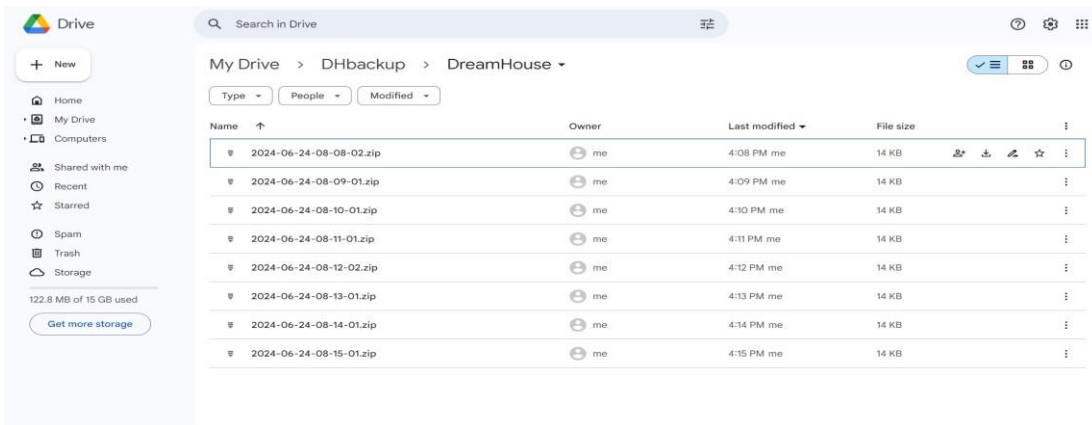 Drive
Search in Drive
New
Home
My Drive
Computers
Shared with me
Recent
Starred
Spam
Trash
Storage
122.8 MB of 15 GB used
Get more storage
My Drive > DHbackup > DreamHouse
Type People Modified
Name Owner Last modified File size
2024-06-24-08-08-02.zip me 4:08 PM me 14 KB
2024-06-24-08-09-01.zip me 4:09 PM me 14 KB
2024-06-24-08-10-01.zip me 4:10 PM me 14 KB
2024-06-24-08-11-01.zip me 4:11 PM me 14 KB
2024-06-24-08-12-02.zip me 4:12 PM me 14 KB
2024-06-24-08-13-01.zip me 4:13 PM me 14 KB
2024-06-24-08-14-01.zip me 4:14 PM me 14 KB
2024-06-24-08-15-01.zip me 4:15 PM me 14 KB